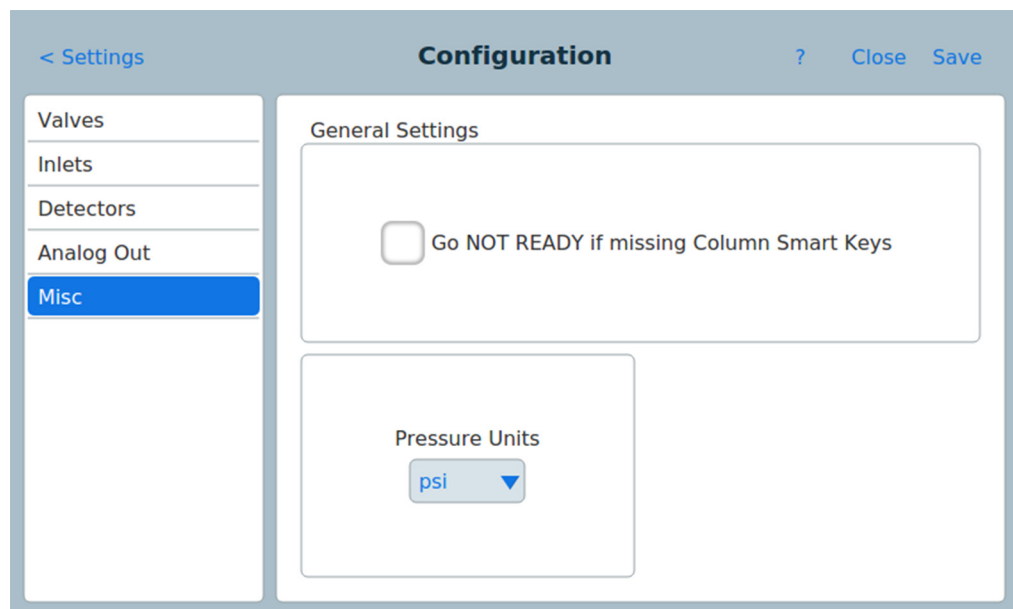 < Settings
Configuration
?
Close
Save
Valves
Inlets
Detectors
Analog Out
Misc
General Settings
Go NOT READY if missing Column Smart Keys
Pressure Units
psi